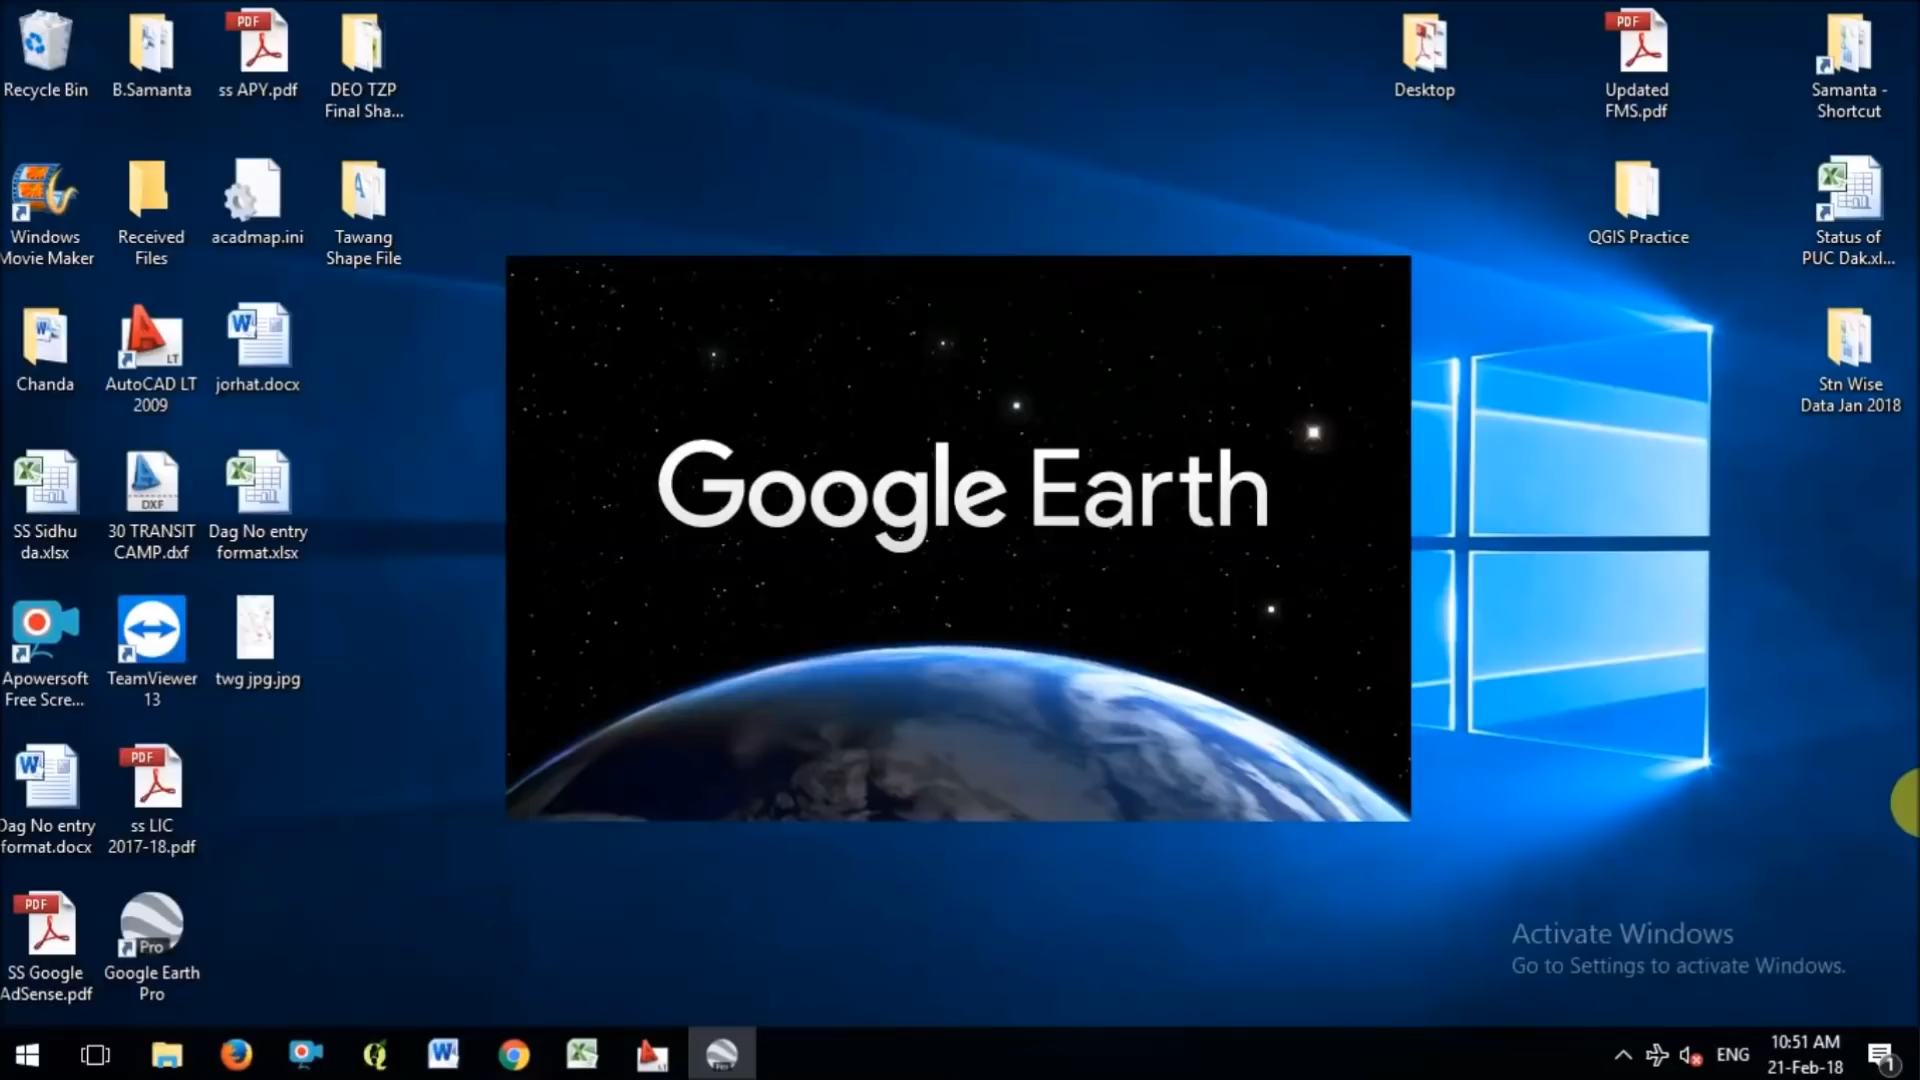 Recycle Bin
B.Samanta
PDF
ss APY.pdf
DEO TZP
Final Sha...
Desktop
PDF
Updated
FMS.pdf
Samanta -
Shortcut
Windows
Movie Maker
Received
Files
acadmap.ini
Tawang
Shape File
QGIS Practice
Status of
PUC Dak.xl...
Chanda
LT
AutoCAD LT
2009
jorhat.docx
Stn Wise
Data Jan 2018
Google Earth
SS Sidhu
da.xlsx
DXF
30 TRANSIT
CAMP.dxf
Dag No entry
format.xlsx
Apowersoft
Free Scre...
TeamViewer
13
twg jpg.jpg
Dag No entry
format.docx
PDF
ss LIC
2017-18.pdf
PDF
SS Google
AdSense.pdf
Pro
Google Earth
Pro
Activate Windows
Go to Settings to activate Windows.
ENG
10:51 AM
21-Feb-18
1